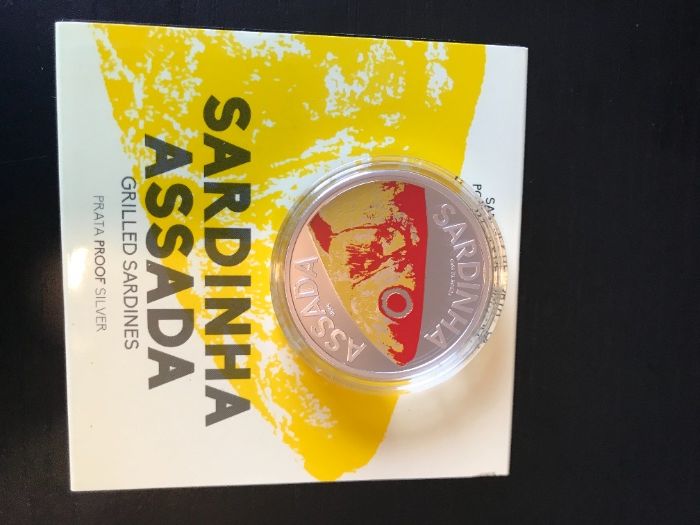 SARDINHA
ASSADA
GRILLED SARDINES
PRATA PROOF SILVER
SARDINHA
ASSADA